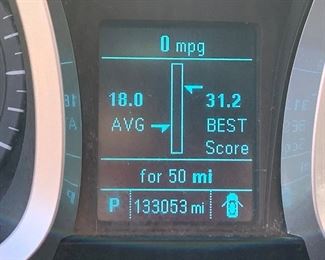 0 mpg
18.0 31.2
AVG BEST
Score
for 50 mi
P 133053 mi